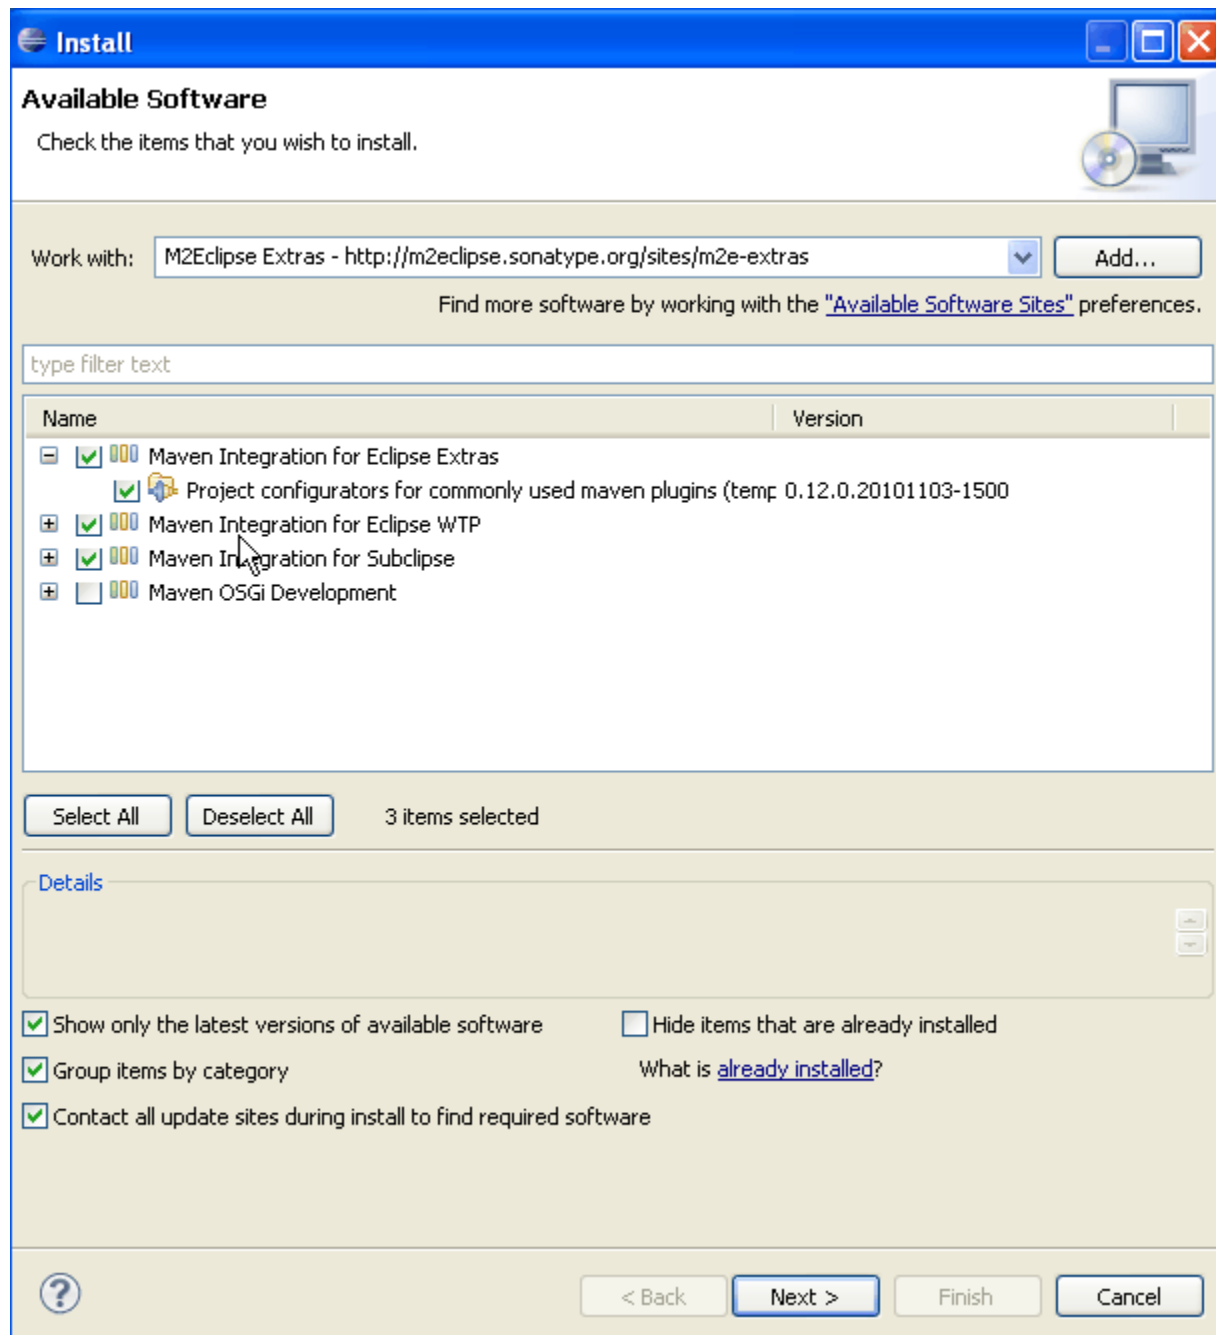 Install
Available Software
Check the items that you wish to install.
Work with: M2Eclipse Extras - http://m2eclipse.sonatype.org/sites/m2e-extras Add...
Find more software by working with the "Available Software Sites" preferences.
type filter text
Name Version
Maven Integration for Eclipse Extras
Project configurators for commonly used maven plugins (temp 0.12.0.20101103-1500
Maven Integration for Eclipse WTP
Maven Integration for Subclipse
Maven OSGi Development
Select All Deselect All 3 items selected
Details
Show only the latest versions of available software Hide items that are already installed
Group items by category What is already installed?
Contact all update sites during install to find required software
? < Back Next > Finish Cancel